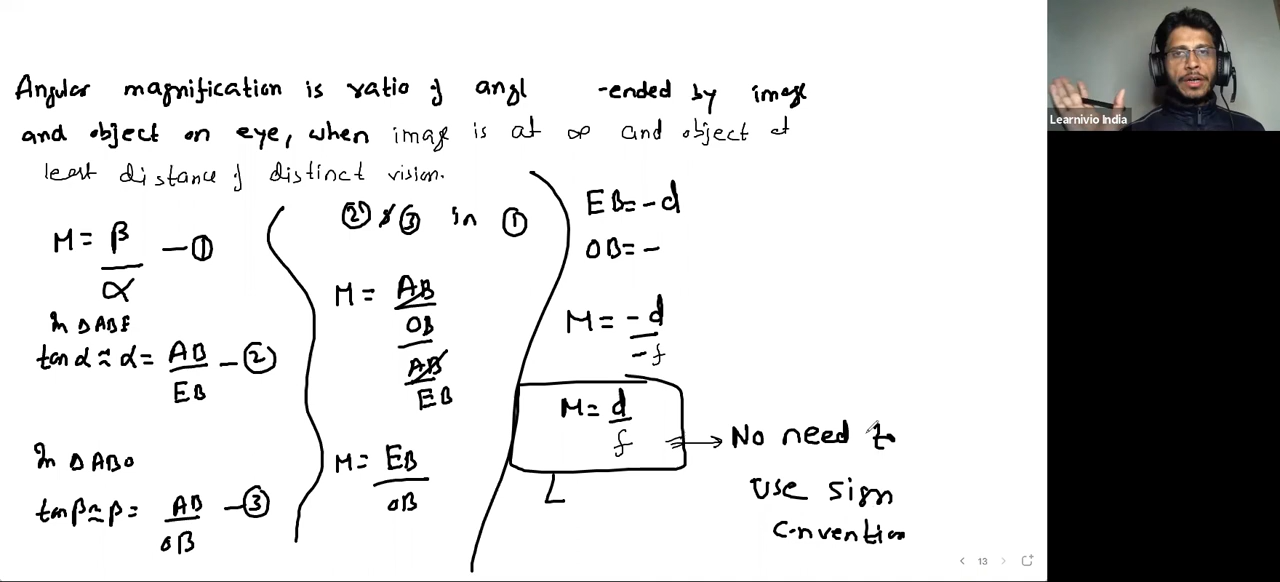 Angular magnification is ratio of angl -ended by image
and object on eye, when image is at ∞ and object at
least distance of distinct vision.
M = β/α —①
In ΔABE
tanα ≈ α = AB/EB —②
In ΔABO
tanβ ≈ β = AB/OB —③
② & ③ in ①
M = AB/OB / AB/EB
M = EB/OB
EB = -d
OB = -
M = -d/-f
M = d/f
→ No need to
use sign
convention
L
Learnivio India
13